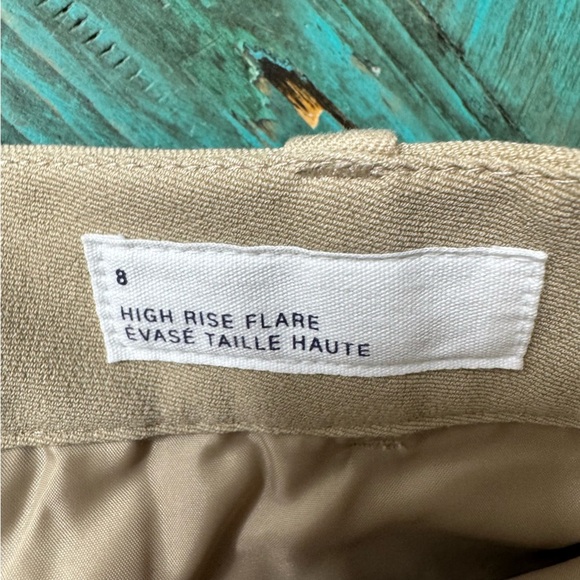 8
HIGH RISE FLARE
ÉVASÉ TAILLE HAUTE